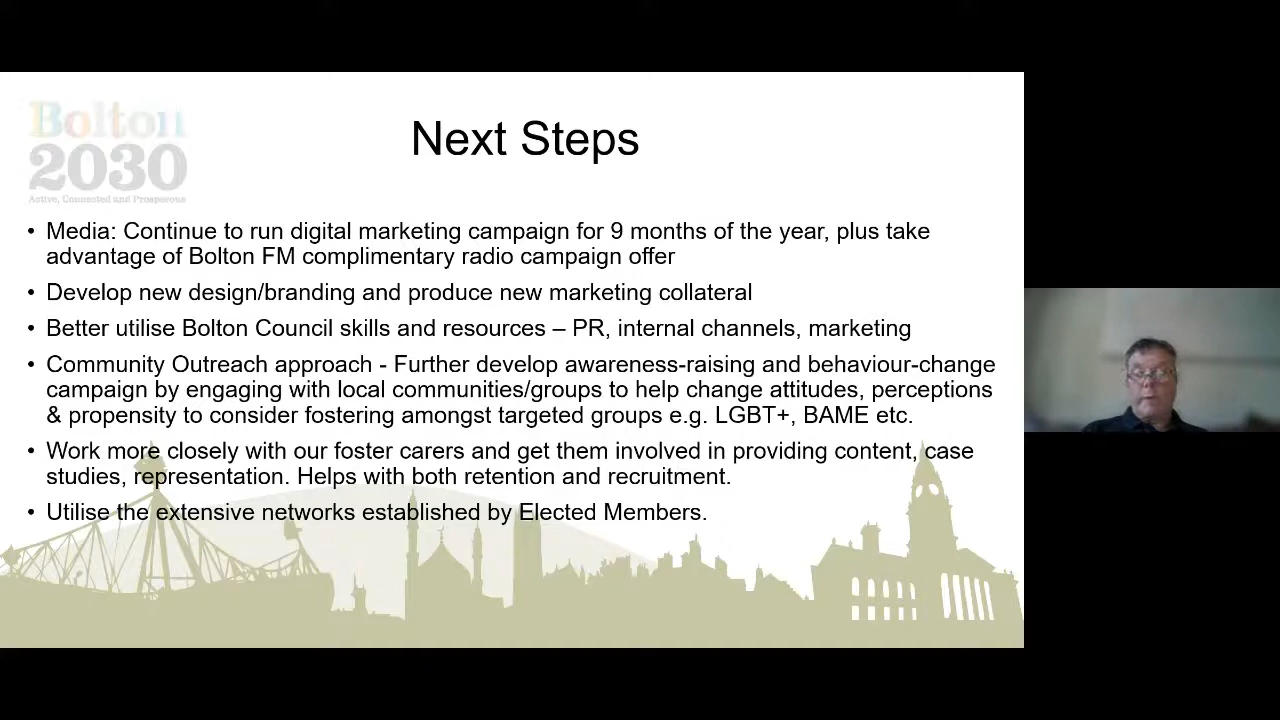 Bolton
2030
Active, Connected and Prosperous
Next Steps
• Media: Continue to run digital marketing campaign for 9 months of the year, plus take
advantage of Bolton FM complimentary radio campaign offer
• Develop new design/branding and produce new marketing collateral
• Better utilise Bolton Council skills and resources – PR, internal channels, marketing
• Community Outreach approach - Further develop awareness-raising and behaviour-change
campaign by engaging with local communities/groups to help change attitudes, perceptions
& propensity to consider fostering amongst targeted groups e.g. LGBT+, BAME etc.
• Work more closely with our foster carers and get them involved in providing content, case
studies, representation. Helps with both retention and recruitment.
• Utilise the extensive networks established by Elected Members.